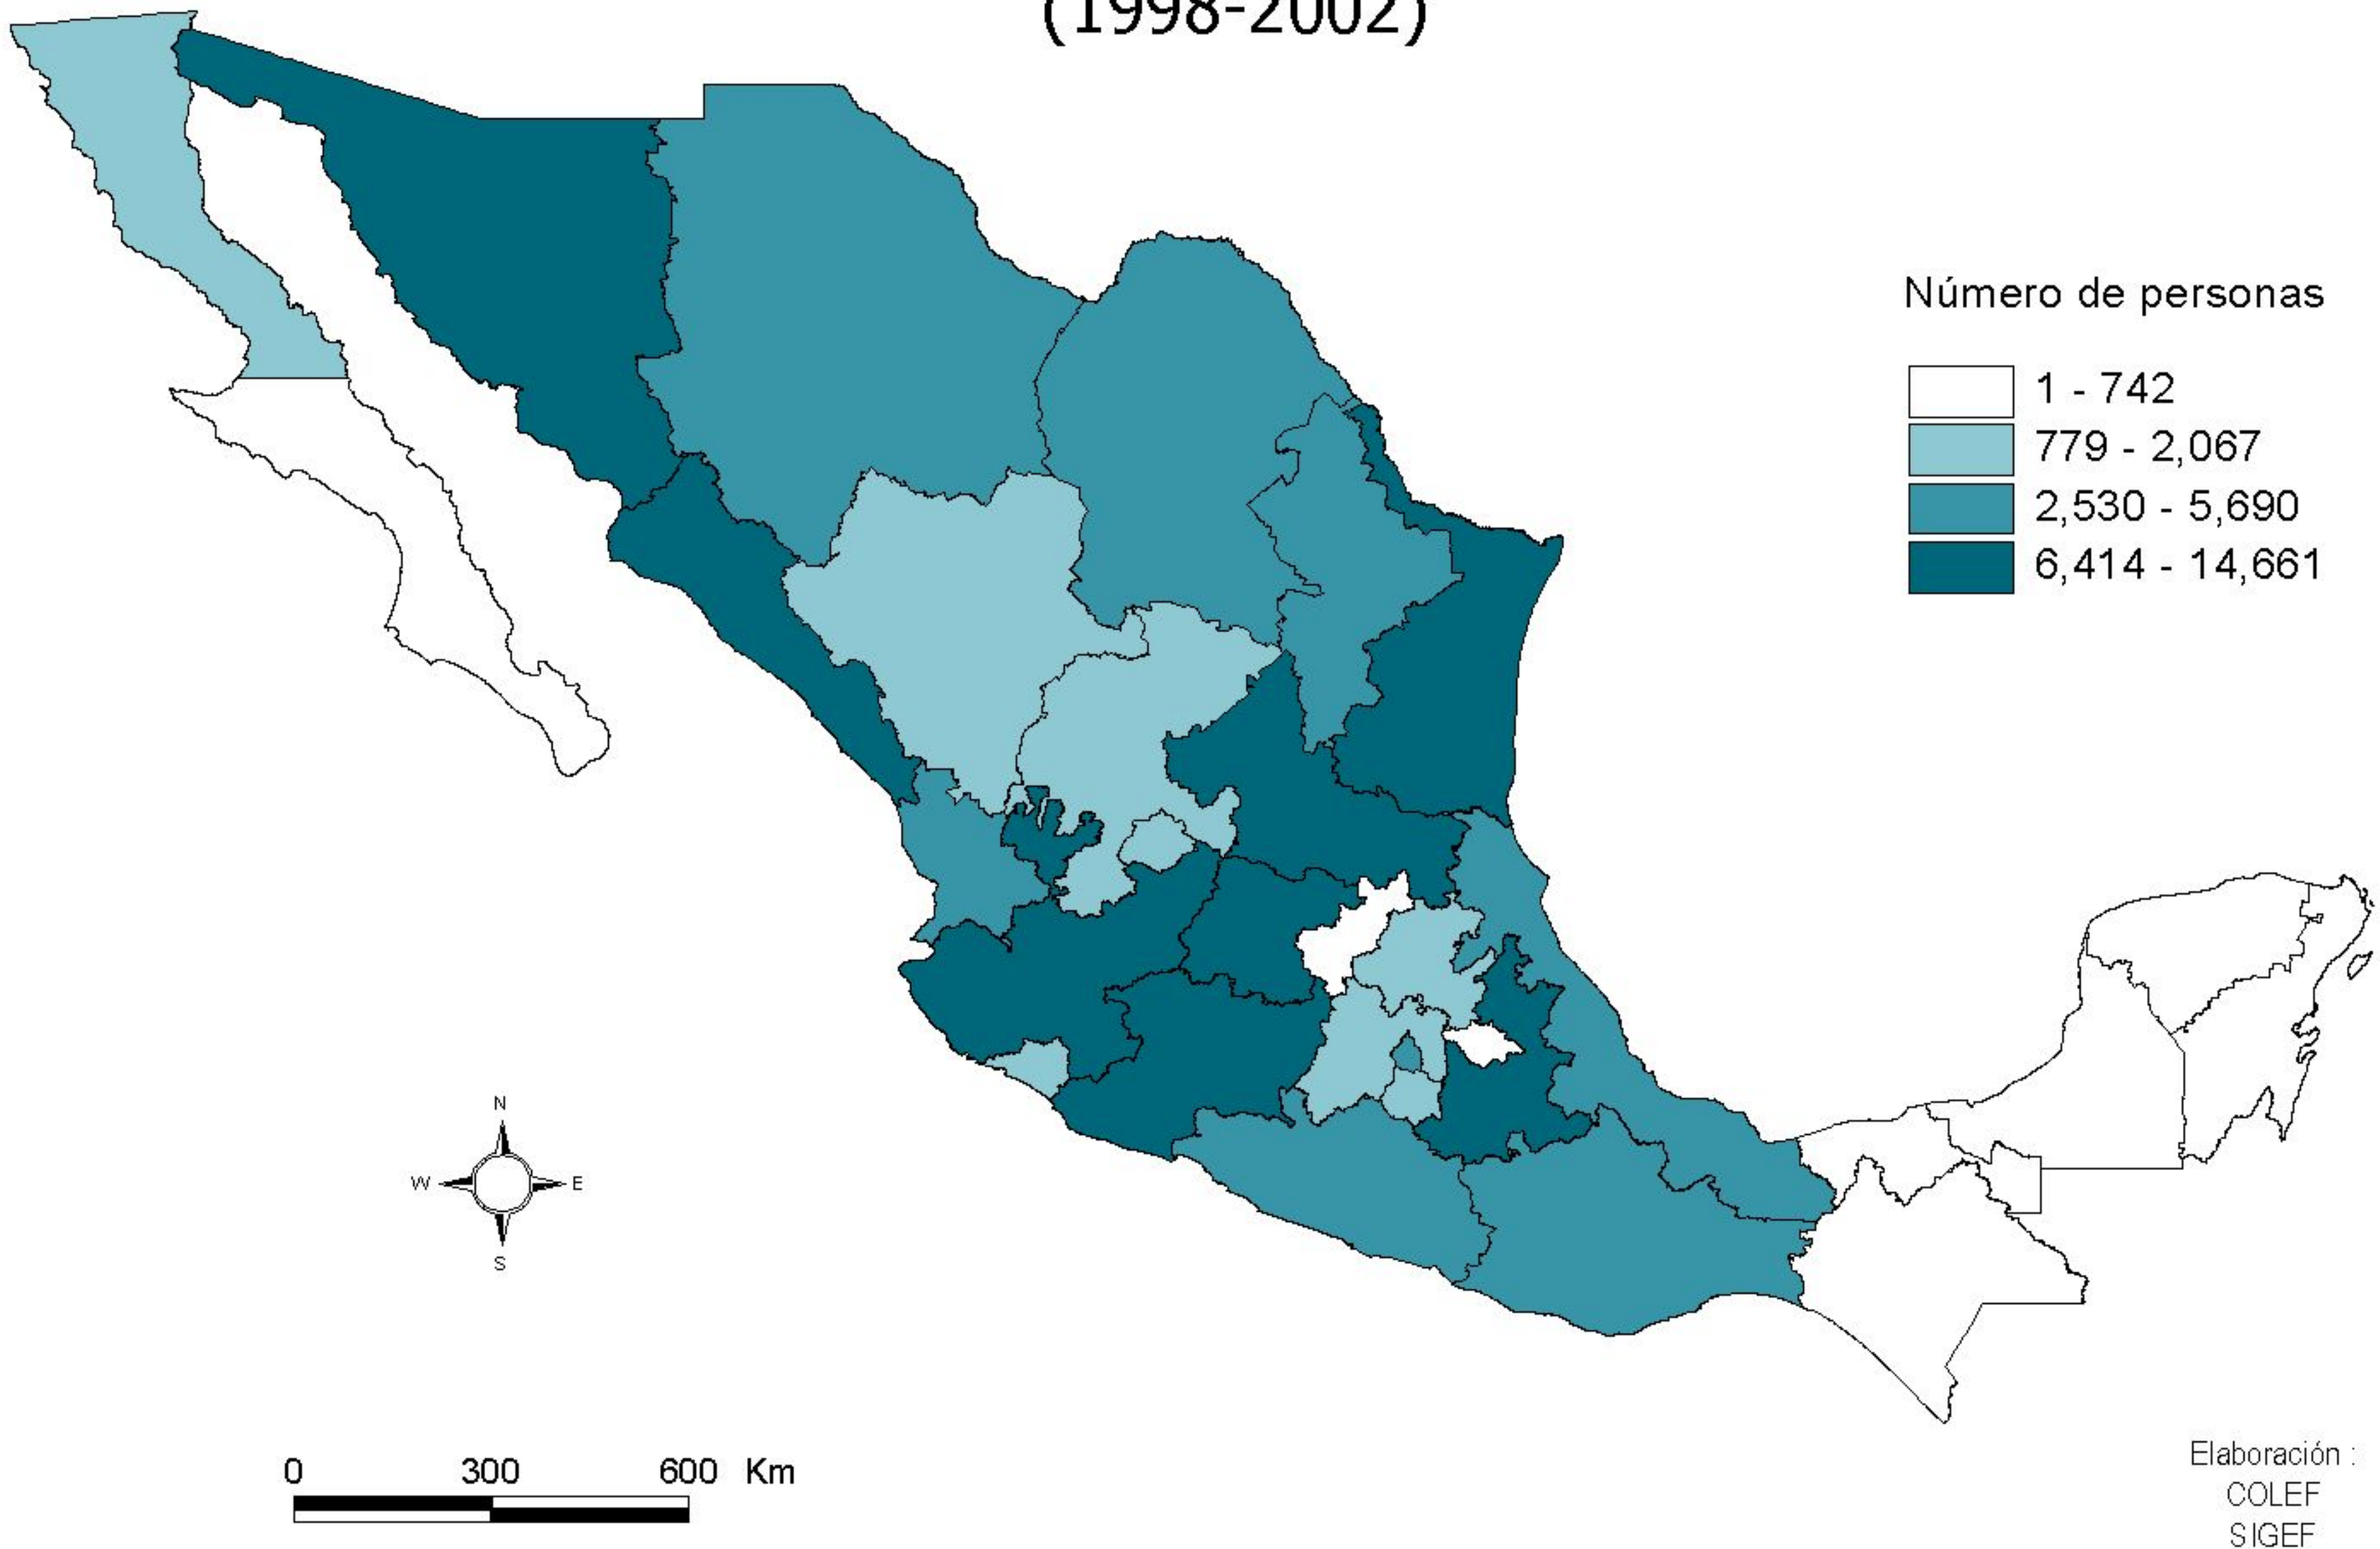 (1998-2002)
Número de personas
1 - 742
779 - 2,067
2,530 - 5,690
6,414 - 14,661
N
W
E
S
0 300 600 Km
Elaboración :
COLEF
SIGEF